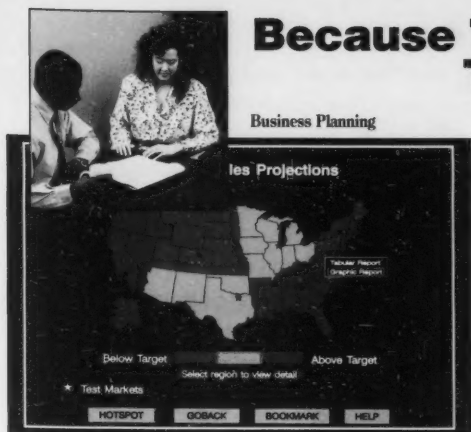 Because
Business Planning
les Projections
Tabular Report
Graphic Report
Below Target
Above Target
Select region to view detail
★ Test Markets
HOTSPOT GOBACK BOOKMARK HELP